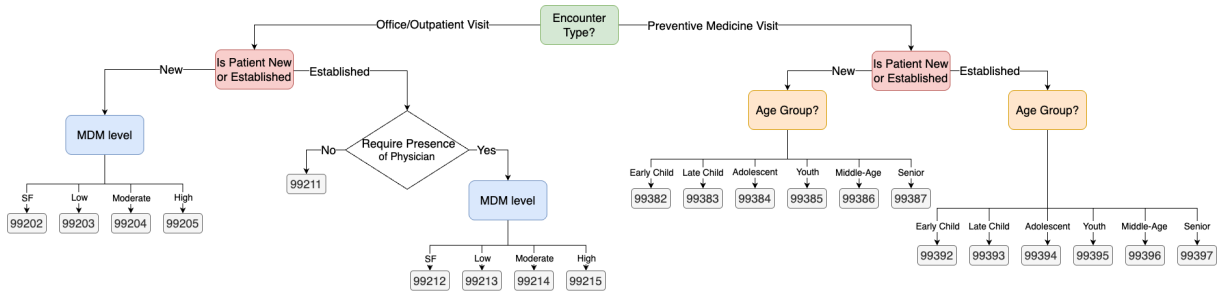 Encounter
Type?
Office/Outpatient Visit
Preventive Medicine Visit
Is Patient New
or Established
New
Established
MDM level
SF
Low
Moderate
High
99202
99203
99204
99205
Require Presence
of Physician
No
Yes
99211
MDM level
SF
Low
Moderate
High
99212
99213
99214
99215
Is Patient New
or Established
New
Established
Age Group?
Early Child
Late Child
Adolescent
Youth
Middle-Age
Senior
99382
99383
99384
99385
99386
99387
Age Group?
Early Child
Late Child
Adolescent
Youth
Middle-Age
Senior
99392
99393
99394
99395
99396
99397